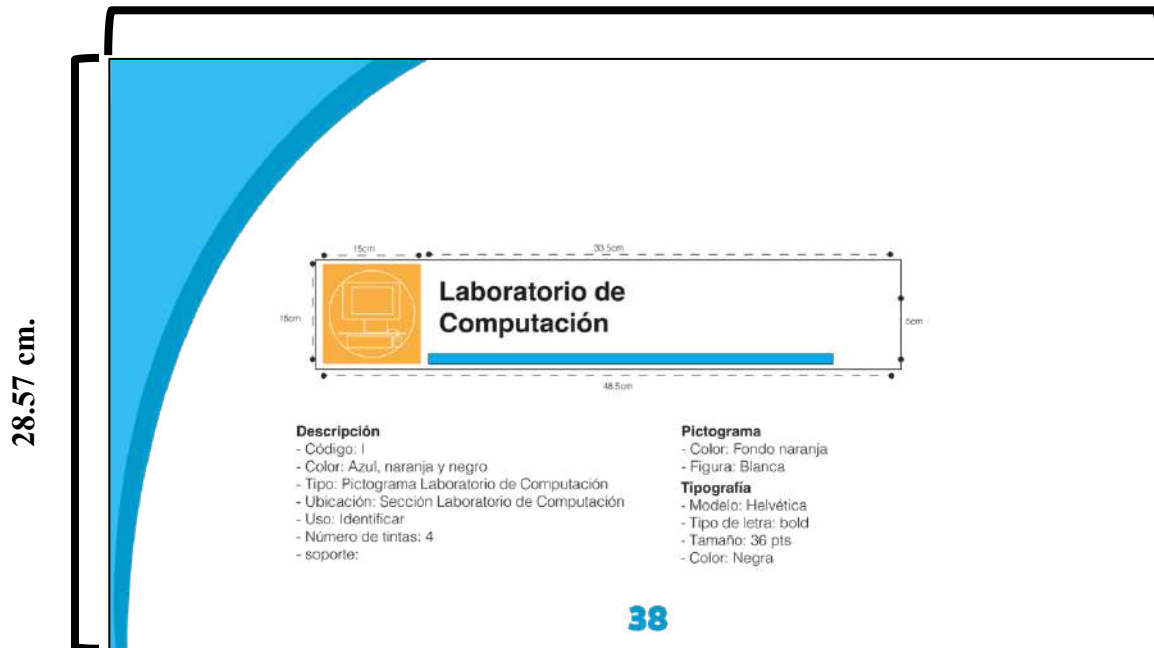 28.57 cm.
15cm
33.5cm
15cm
Laboratorio de
Computación
5cm
48.5cm
Descripción
- Código: I
- Color: Azul, naranja y negro
- Tipo: Pictograma Laboratorio de Computación
- Ubicación: Sección Laboratorio de Computación
- Uso: Identificar
- Número de tintas: 4
- soporte:
Pictograma
- Color: Fondo naranja
- Figura: Blanca
Tipografía
- Modelo: Helvética
- Tipo de letra: bold
- Tamaño: 36 pts
- Color: Negra
38